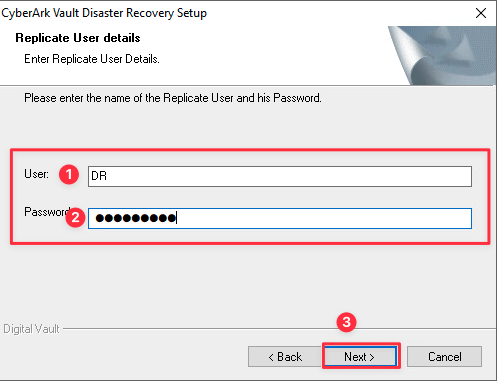 CyberArk Vault Disaster Recovery Setup
Replicate User details
Enter Replicate User Details.
Please enter the name of the Replicate User and his Password.
User: 1 DR
Password: 2 ●●●●●●●●●
3
Digital Vault
< Back Next > Cancel